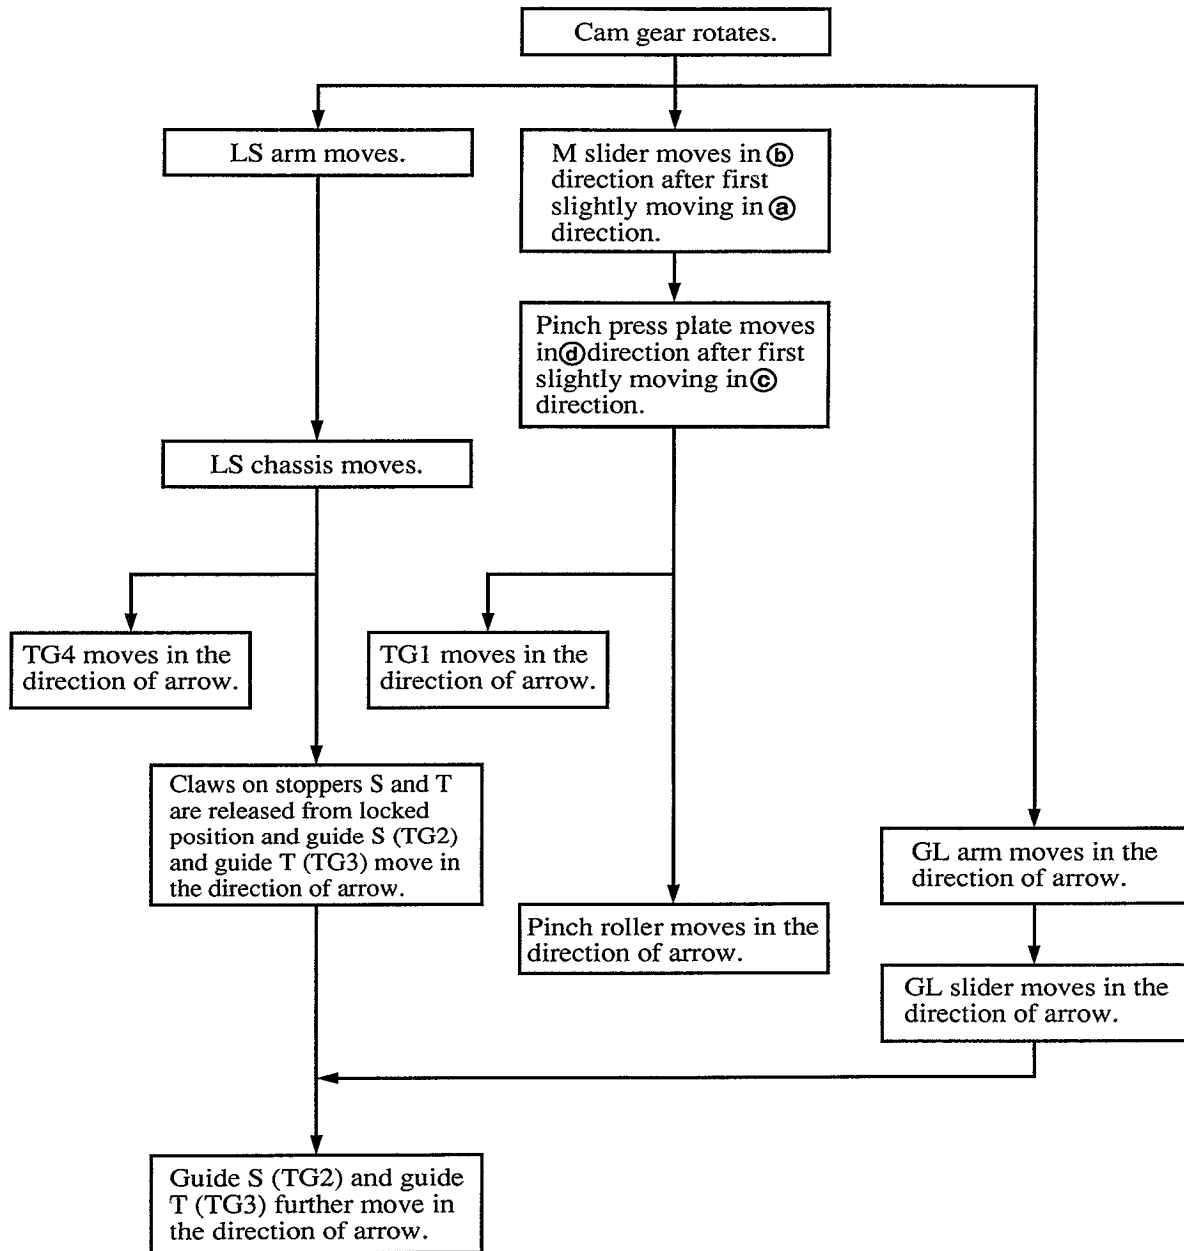 Cam gear rotates.
LS arm moves.
M slider moves in ⓑ
direction after first
slightly moving in ⓐ
direction.
Pinch press plate moves
in ⓓ direction after first
slightly moving in ⓒ
direction.
LS chassis moves.
TG4 moves in the
direction of arrow.
TG1 moves in the
direction of arrow.
Claws on stoppers S and T
are released from locked
position and guide S (TG2)
and guide T (TG3) move in
the direction of arrow.
GL arm moves in the
direction of arrow.
Pinch roller moves in the
direction of arrow.
GL slider moves in the
direction of arrow.
Guide S (TG2) and guide
T (TG3) further move in
the direction of arrow.